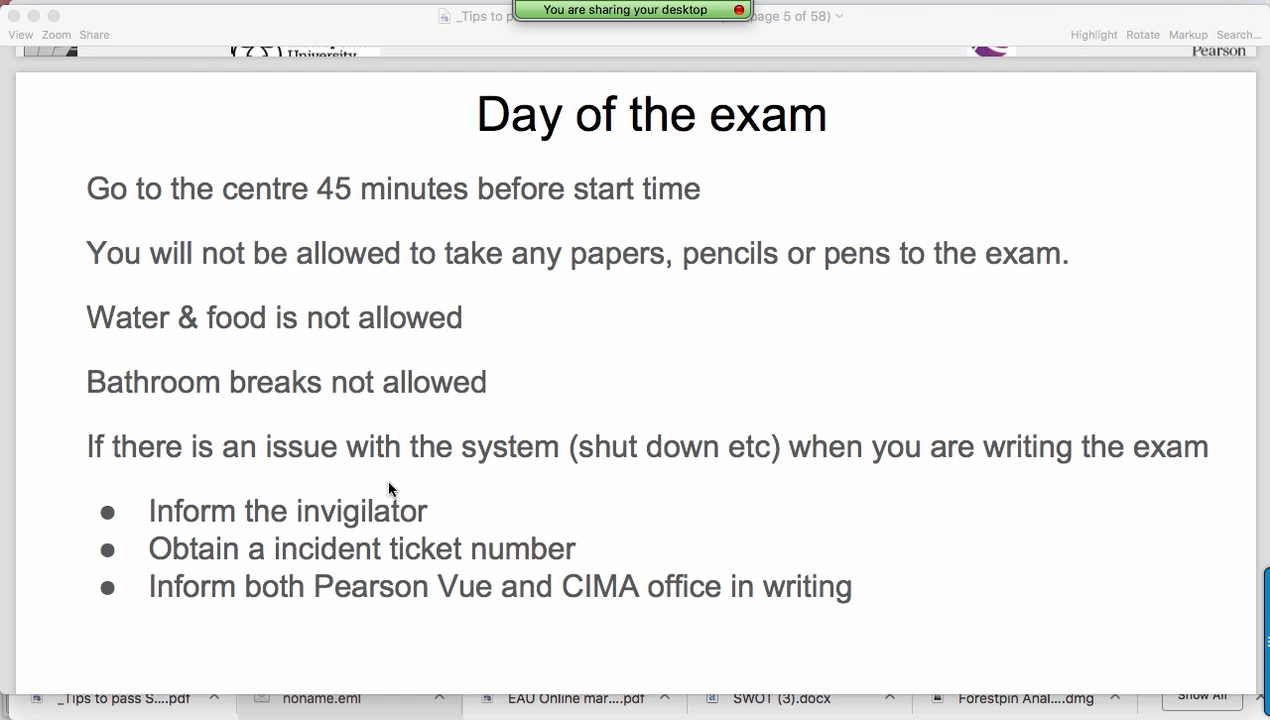 You are sharing your desktop
_Tips to p
page 5 of 58)
View Zoom Share
Highlight Rotate Markup Search...
University
Pearson
Day of the exam
Go to the centre 45 minutes before start time
You will not be allowed to take any papers, pencils or pens to the exam.
Water & food is not allowed
Bathroom breaks not allowed
If there is an issue with the system (shut down etc) when you are writing the exam
● Inform the invigilator
● Obtain a incident ticket number
● Inform both Pearson Vue and CIMA office in writing
_Tips to pass S....pdf
noname.eml
EAU Online mar....pdf
SWOT (3).docx
Forestpin Anal....dmg
Show All